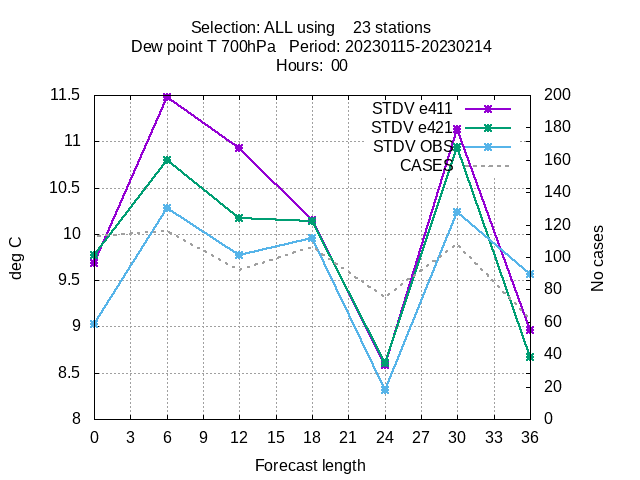 Selection: ALL using 23 stations
Dew point T 700hPa Period: 20230115-20230214
Hours: 00
STDV e411
STDV e421
STDV OBS
CASES
deg C
11.5
11
10.5
10
9.5
9
8.5
8
200
180
160
140
120
100
80
60
40
20
0
No cases
0 3 6 9 12 15 18 21 24 27 30 33 36
Forecast length